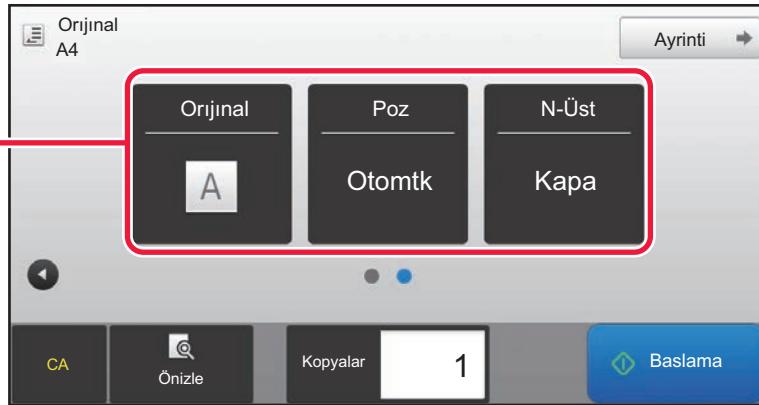 Orıjınal
A4
Ayrinti
Orıjınal
Poz
N-Üst
A
Otomtk
Kapa
CA
Önizle
Kopyalar
1
Baslama